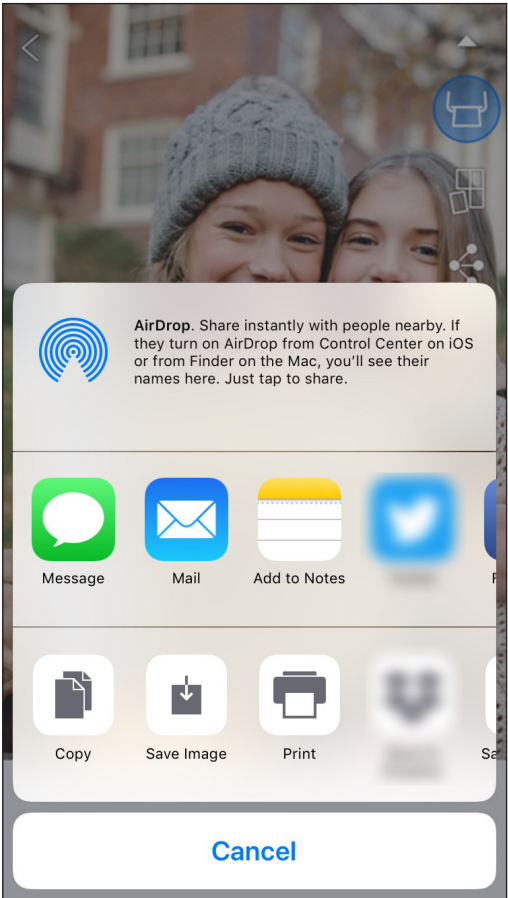 AirDrop. Share instantly with people nearby. If
they turn on AirDrop from Control Center on iOS
or from Finder on the Mac, you'll see their
names here. Just tap to share.
Message
Mail
Add to Notes
Copy
Save Image
Print
Cancel